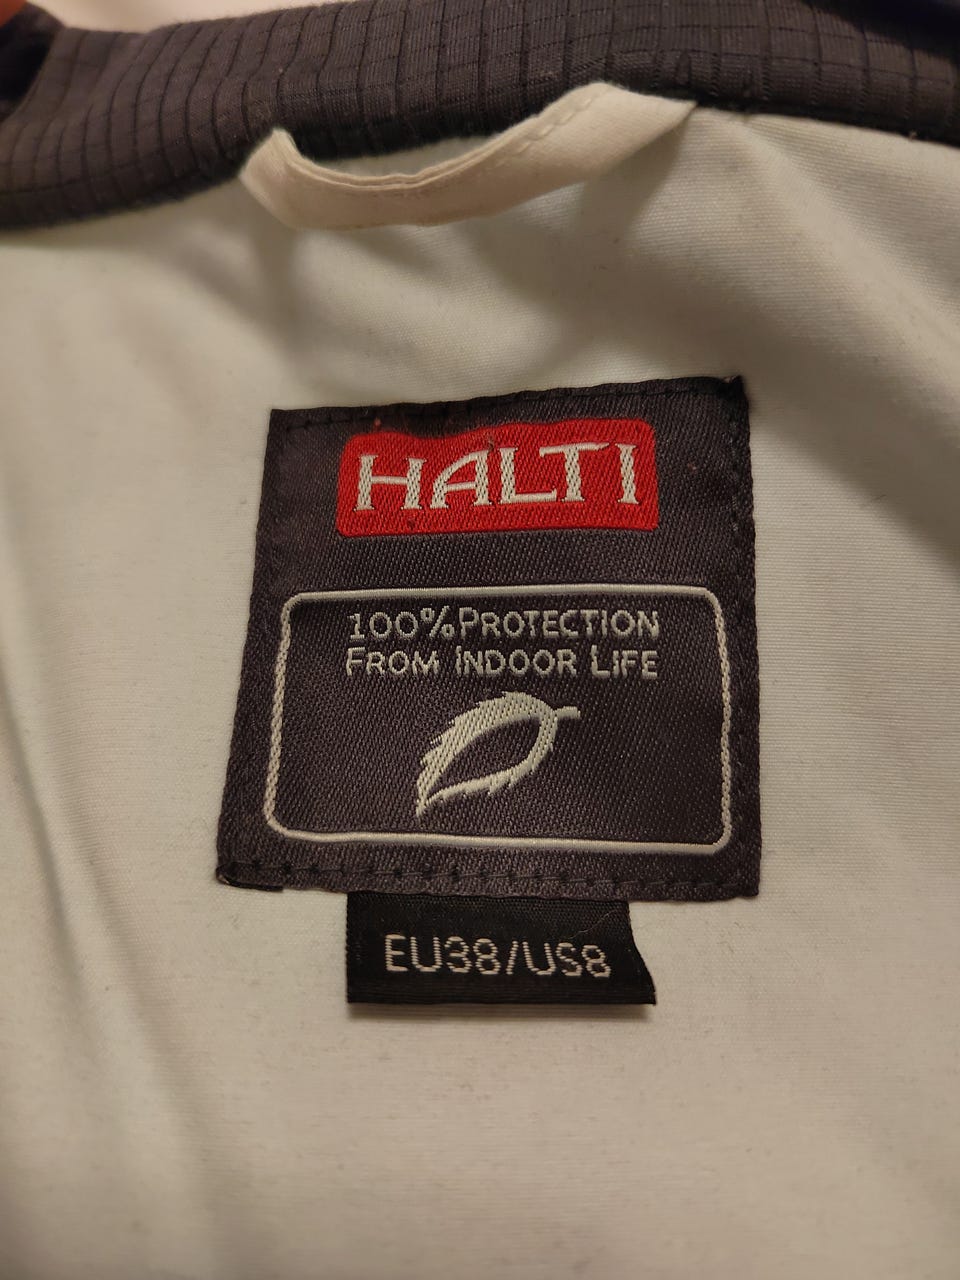 HALTI
100%PROTECTION
FROM INDOOR LIFE
EU38/US8